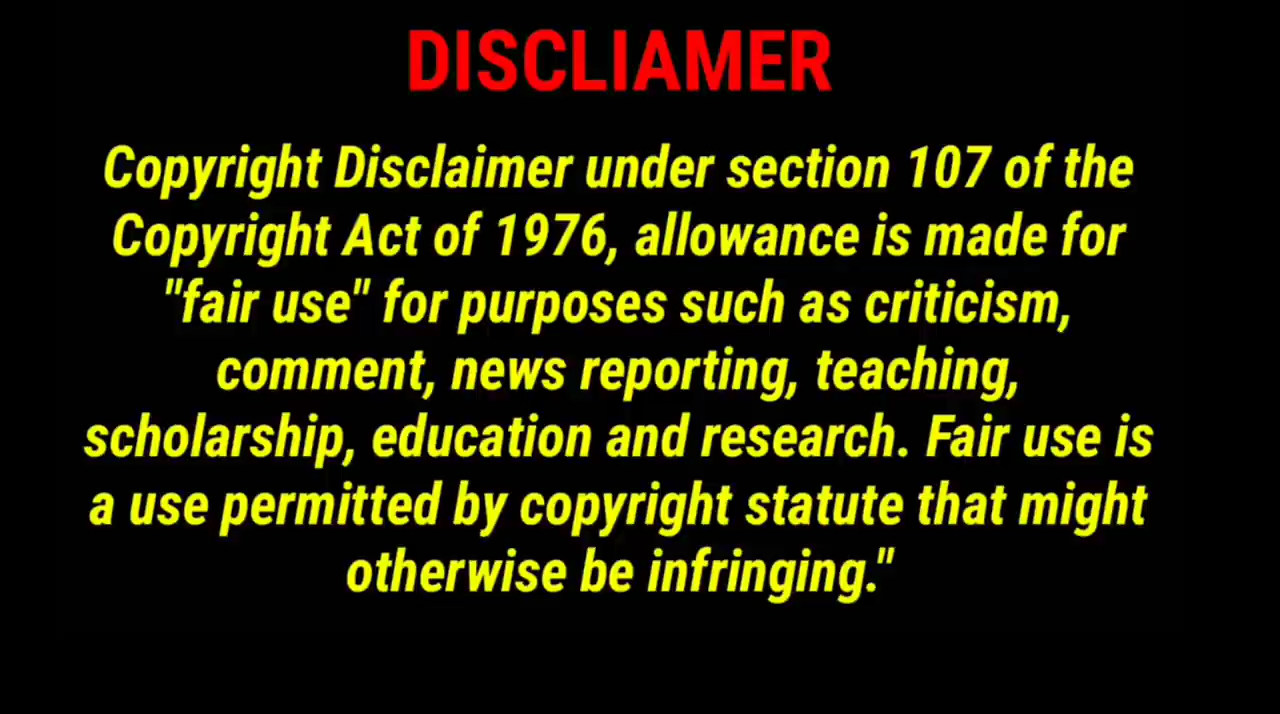 DISCLIAMER
Copyright Disclaimer under section 107 of the
Copyright Act of 1976, allowance is made for
"fair use" for purposes such as criticism,
comment, news reporting, teaching,
scholarship, education and research. Fair use is
a use permitted by copyright statute that might
otherwise be infringing."